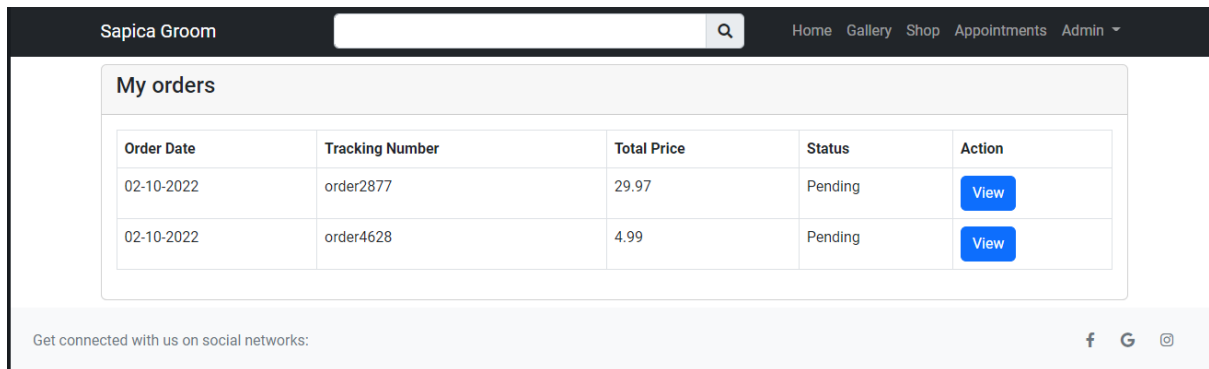 Sapica Groom Home Gallery Shop Appointments Admin
My orders
Order Date Tracking Number Total Price Status Action
02-10-2022 order2877 29.97 Pending View
02-10-2022 order4628 4.99 Pending View
Get connected with us on social networks: